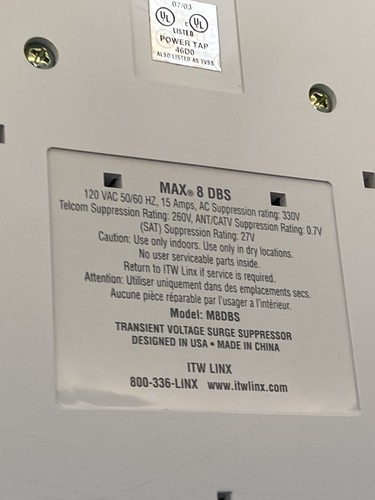 07/03
UL C UL
LISTED
POWER TAP
46D0
ALSO LISTED AS TVSS
MAX® 8 DBS
120 VAC 50/60 HZ, 15 Amps, AC Suppression rating: 330V
Telcom Suppression Rating: 260V, ANT/CATV Suppression Rating: 0.7V
(SAT) Suppression Rating: 27V
Caution: Use only indoors. Use only in dry locations.
No user serviceable parts inside.
Return to ITW Linx if service is required.
Attention: Utiliser uniquement dans des emplacements secs.
Aucune pièce réparable par l'usager a l'intérieur.
Model: M8DBS
TRANSIENT VOLTAGE SURGE SUPPRESSOR
DESIGNED IN USA • MADE IN CHINA
ITW LINX
800-336-LINX www.itwlinx.com